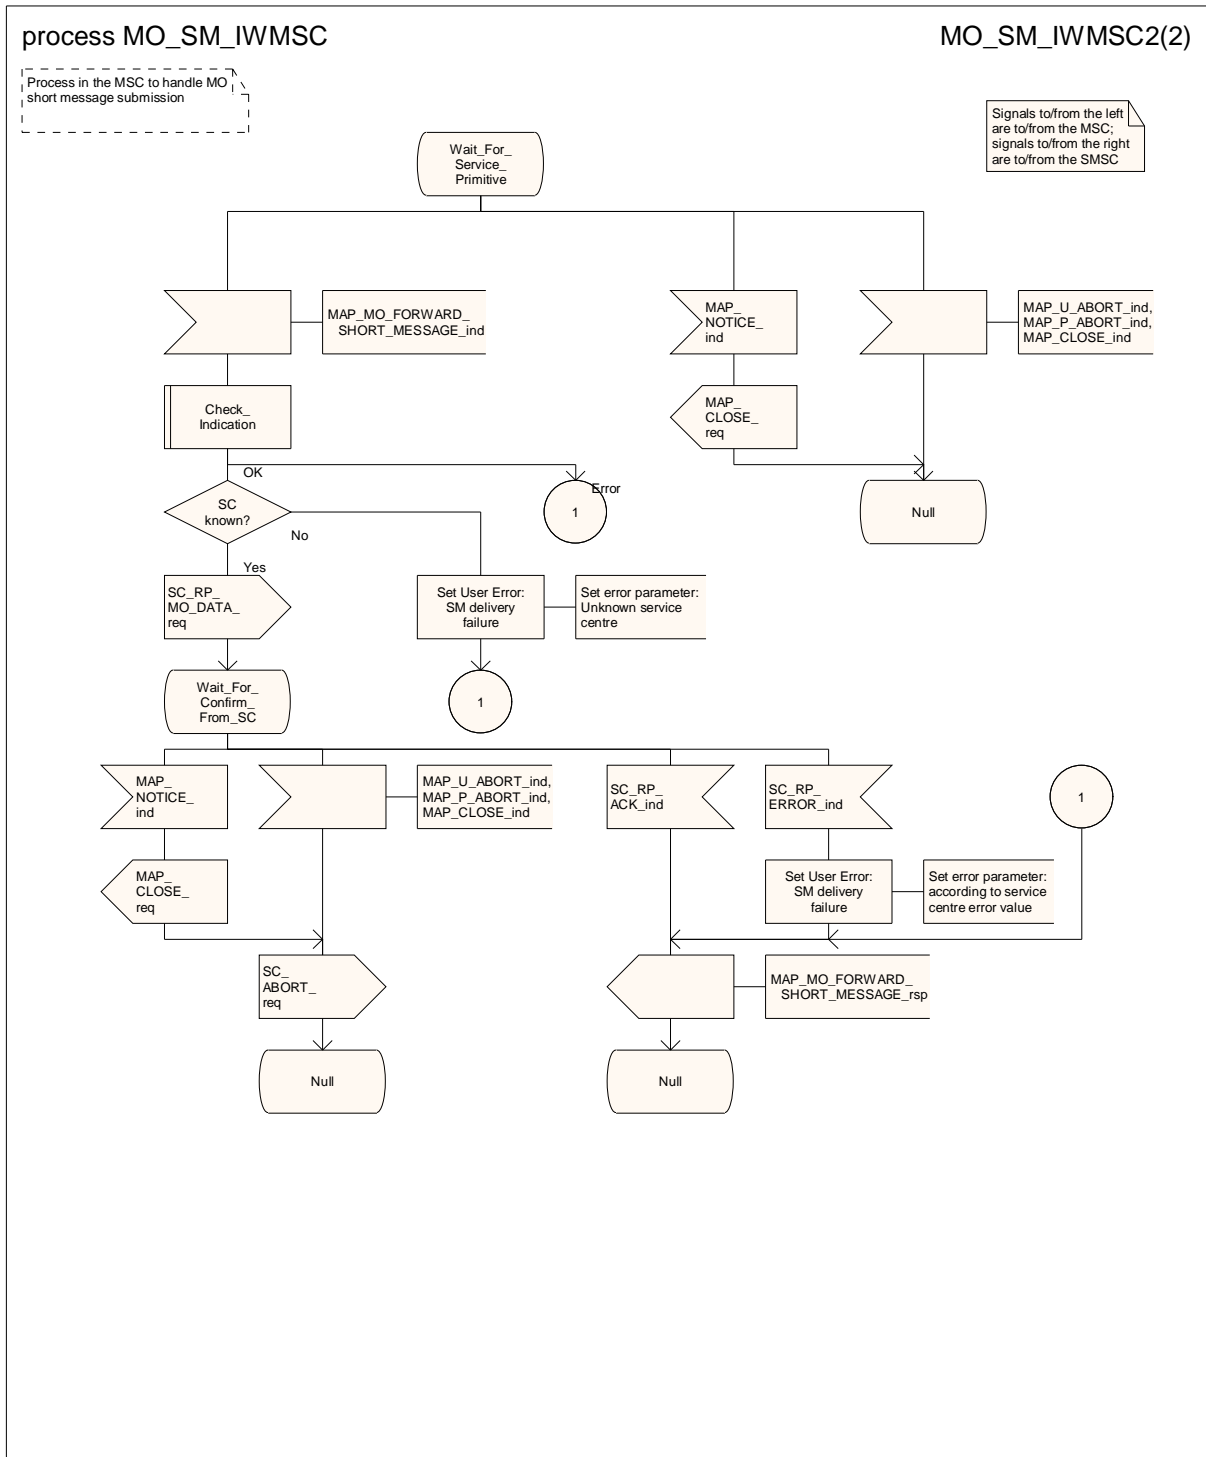 process MO_SM_IWMSC
MO_SM_IWMSC2(2)
Process in the MSC to handle MO
short message submission
Signals to/from the left
are to/from the MSC;
signals to/from the right
are to/from the SMSC
Wait_For_
Service_
Primitive
MAP_MO_FORWARD_
SHORT_MESSAGE_ind
MAP_
NOTICE_
ind
MAP_U_ABORT_ind,
MAP_P_ABORT_ind,
MAP_CLOSE_ind
Check_
Indication
MAP_
CLOSE_
req
OK
Error
SC
known?
1
Null
No
Yes
SC_RP_
MO_DATA_
req
Set User Error:
SM delivery
failure
Set error parameter:
Unknown service
centre
Wait_For_
Confirm_
From_SC
1
MAP_
NOTICE_
ind
MAP_U_ABORT_ind,
MAP_P_ABORT_ind,
MAP_CLOSE_ind
SC_RP_
ACK_ind
SC_RP_
ERROR_ind
1
MAP_
CLOSE_
req
Set User Error:
SM delivery
failure
Set error parameter:
according to service
centre error value
SC_
ABORT_
req
MAP_MO_FORWARD_
SHORT_MESSAGE_rsp
Null
Null